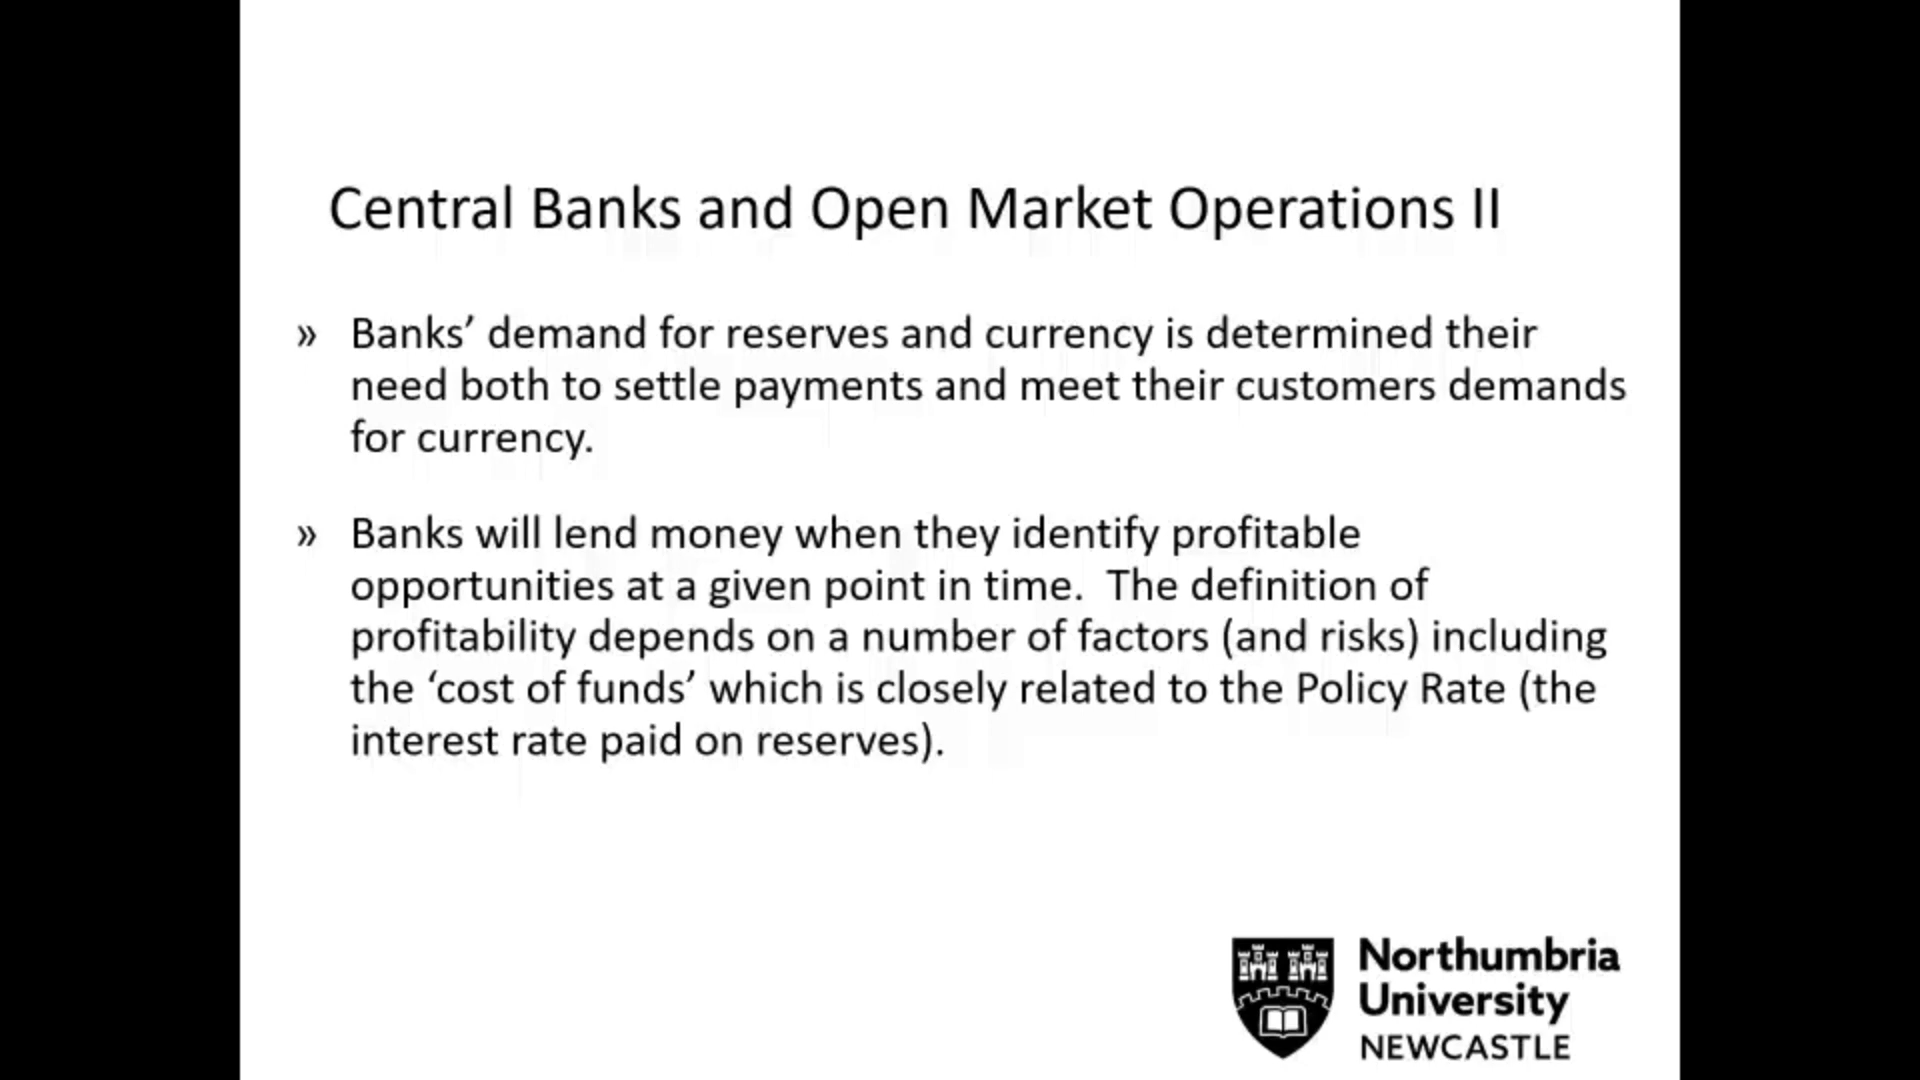 Central Banks and Open Market Operations II
» Banks’ demand for reserves and currency is determined their
need both to settle payments and meet their customers demands
for currency.
» Banks will lend money when they identify profitable
opportunities at a given point in time.  The definition of
profitability depends on a number of factors (and risks) including
the ‘cost of funds’ which is closely related to the Policy Rate (the
interest rate paid on reserves).
Northumbria
University
NEWCASTLE